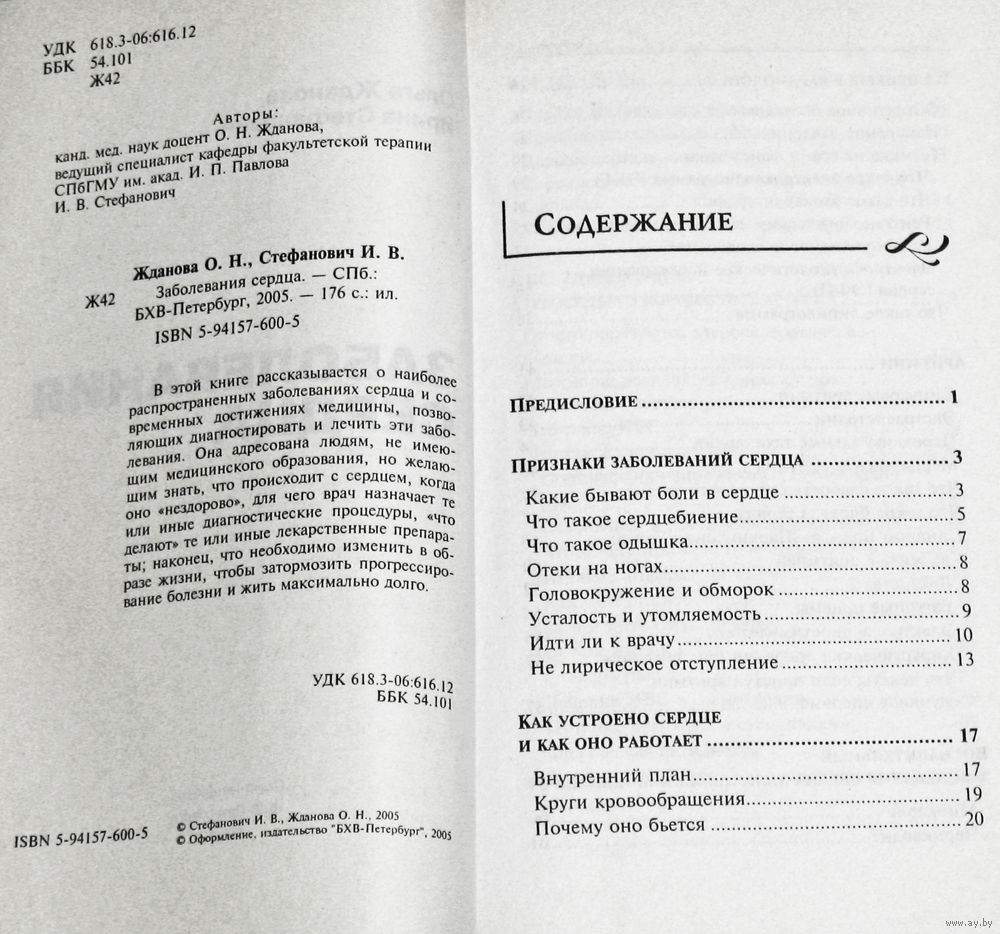 УДК 618.3-06:616.12
ББК 54.101
Ж42
Авторы:
канд. мед. наук доцент О. Н. Жданова,
ведущий специалист кафедры факультетской терапии
СПбГМУ им. акад. И. П. Павлова
И. В. Стефанович
Жданова О. Н., Стефанович И. В.
Ж42 Заболевания сердца. — СПб.:
БХВ-Петербург, 2005. — 176 с.: ил.
ISBN 5-94157-600-5
В этой книге рассказывается о наиболее
распространенных заболеваниях сердца и со-
временных достижениях медицины, позво-
ляющих диагностировать и лечить эти забо-
левания. Она адресована людям, не имею-
щим медицинского образования, но желаю-
щим знать, что происходит с сердцем, когда
оно «нездорово», для чего врач назначает те
или иные диагностические процедуры, «что
делают» те или иные лекарственные препара-
ты; наконец, что необходимо изменить в об-
разе жизни, чтобы затормозить прогрессиро-
вание болезни и жить максимально долго.
УДК 618.3-06:616.12
ББК 54.101
ISBN 5-94157-600-5
© Стефанович И. В., Жданова О. Н., 2005
© Оформление, издательство "БХВ-Петербург", 2005
СОДЕРЖАНИЕ
ПРЕДИСЛОВИЕ ........ 1
ПРИЗНАКИ ЗАБОЛЕВАНИЙ СЕРДЦА ........ 3
Какие бывают боли в сердце ........ 3
Что такое сердцебиение ........ 5
Что такое одышка ........ 7
Отеки на ногах ........ 8
Головокружение и обморок ........ 8
Усталость и утомляемость ........ 9
Идти ли к врачу ........ 10
Не лирическое отступление ........ 13
КАК УСТРОЕНО СЕРДЦЕ
И КАК ОНО РАБОТАЕТ ........ 17
Внутренний план ........ 17
Круги кровообращения ........ 19
Почему оно бьется ........ 20
www.ay.by